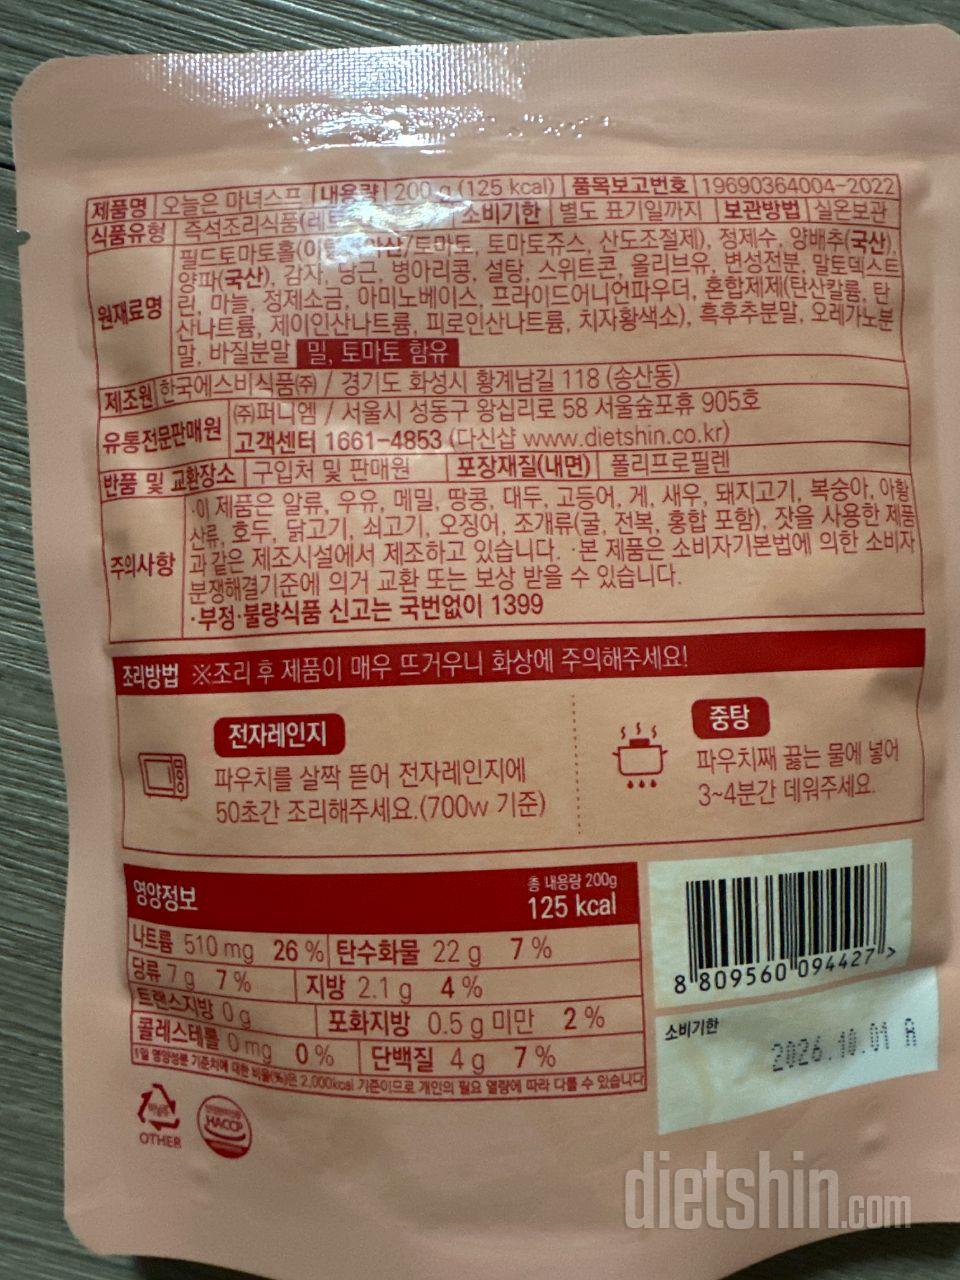 제품명 오늘은 마녀스프 내용량 200 g (125 kcal) 품목보고번호 19690364004-2022
식품유형 즉석조리식품(레 소비기한 별도 표기일까지 보관방법 실온보관
원재료명
필드토마토홀(이 산/토마토, 토마토쥬스, 산도조절제), 정제수, 양배추(국산),
양파(국산), 감자, 당근, 병아리콩, 설탕, 스위트콘, 올리브유, 변성전분, 말토덱스트
린, 마늘, 정제소금, 아미노베이스, 프라이드어니언파우더, 혼합제제(탄산칼륨, 탄
산나트륨, 제이인산나트륨, 피로인산나트륨, 치자황색소), 흑후추분말, 오레가노분
말, 바질분말 밀, 토마토 함유
제조원 한국에스비식품㈜ / 경기도 화성시 황계남길 118 (송산동)
유통전문판매원
㈜퍼니엠 / 서울시 성동구 왕십리로 58 서울숲포휴 905호
고객센터 1661-4853 (다신샵 www.dietshin.co.kr)
반품 및 교환장소 구입처 및 판매원 포장재질(내면) 폴리프로필렌
주의사항
·이 제품은 알류, 우유, 메밀, 땅콩, 대두, 고등어, 게, 새우, 돼지고기, 복숭아, 아황
산류, 호두, 닭고기, 쇠고기, 오징어, 조개류(굴, 전복, 홍합 포함), 잣을 사용한 제품
과 같은 제조시설에서 제조하고 있습니다. ·본 제품은 소비자기본법에 의한 소비자
분쟁해결기준에 의거 교환 또는 보상 받을 수 있습니다.
·부정·불량식품 신고는 국번없이 1399
조리방법 ※조리 후 제품이 매우 뜨거우니 화상에 주의해주세요!
전자레인지
파우치를 살짝 뜯어 전자레인지에
50초간 조리해주세요.(700w 기준)
중탕
파우치째 끓는 물에 넣어
3~4분간 데워주세요.
영양정보
총 내용량 200g
125 kcal
나트륨 510 mg 26 % 탄수화물 22 g 7 %
당류 7 g 7 % 지방 2.1 g 4 %
트랜스지방 0 g 포화지방 0.5 g 미만 2 %
콜레스테롤 0 mg 0 % 단백질 4 g 7 %
1일 영양성분 기준치에 대한 비율(%)은 2,000kcal 기준이므로 개인의 필요 열량에 따라 다를 수 있습니다
8 809560 094427 >
소비기한
2026.10.01 A
비닐류
OTHER
HACCP
dietshin.com